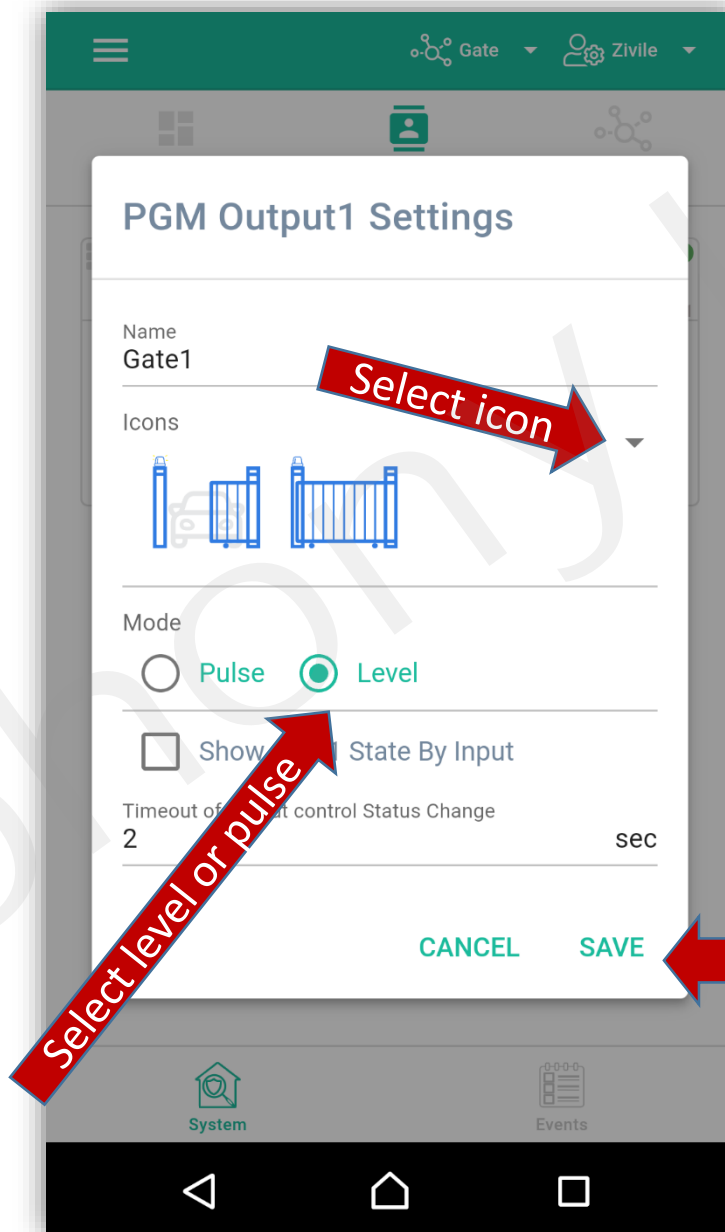 Gate
Zivile
PGM Output1 Settings
Name
Gate1
Select icon
Icons
Mode
Pulse
Level
Show State By Input
Timeout of control Status Change
2 sec
Select level or pulse
CANCEL
SAVE
System
Events